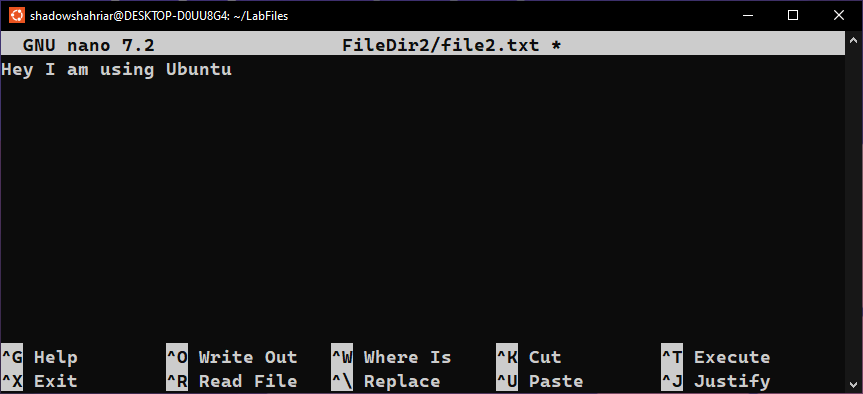 shadowshahriar@DESKTOP-D0UU8G4: ~/LabFiles
GNU nano 7.2 FileDir2/file2.txt *
Hey I am using Ubuntu
^G Help ^O Write Out ^W Where Is ^K Cut ^T Execute
^X Exit ^R Read File ^\ Replace ^U Paste ^J Justify